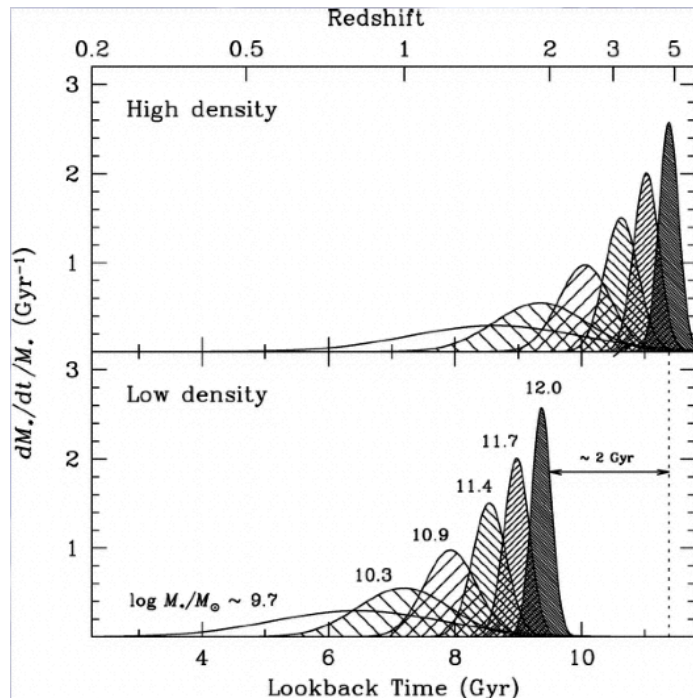 Redshift
0.2 0.5 1 2 3 5
3
High density
2
1
dM*/dt/M* (Gyr⁻¹)
3
Low density
12.0
11.7
~ 2 Gyr
2
11.4
10.9
1
10.3
log M*/M⊙ ~ 9.7
4 6 8 10
Lookback Time (Gyr)